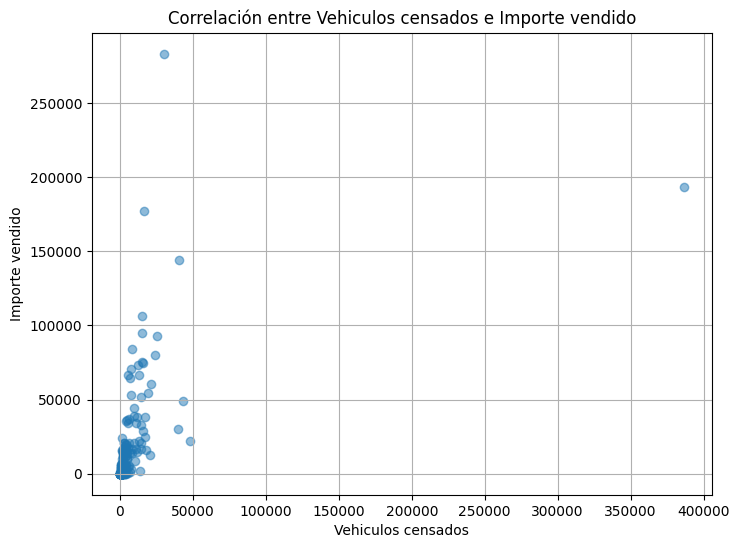 Correlación entre Vehiculos censados e Importe vendido
Importe vendido
250000
200000
150000
100000
50000
0
0 50000 100000 150000 200000 250000 300000 350000 400000
Vehiculos censados